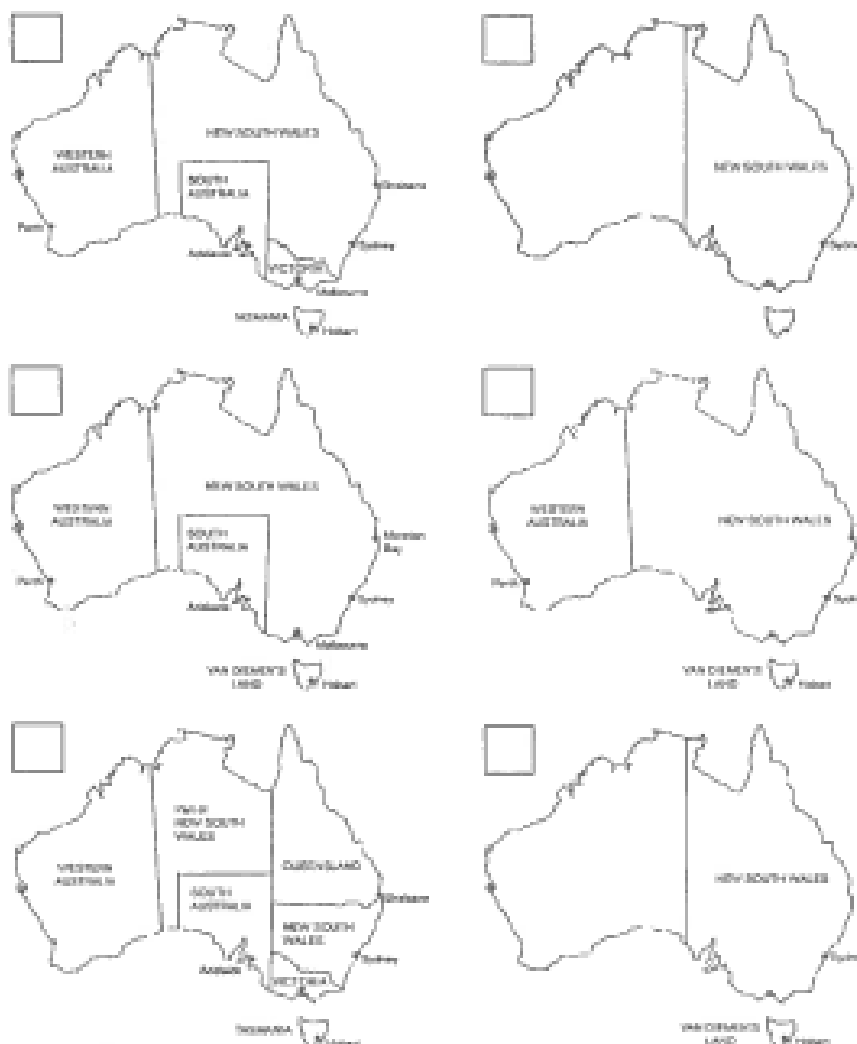 WESTERN
AUSTRALIA
NEW SOUTH WALES
SOUTH
AUSTRALIA
Brisbane
Perth
Adelaide
Sydney
VICTORIA
Melbourne
TASMANIA
Hobart
NEW SOUTH WALES
Sydney
WESTERN
AUSTRALIA
NEW SOUTH WALES
SOUTH
AUSTRALIA
Moreton
Bay
Perth
Adelaide
Sydney
Melbourne
VAN DIEMEN'S
LAND
Hobart
WESTERN
AUSTRALIA
NEW SOUTH WALES
Perth
Sydney
VAN DIEMEN'S
LAND
Hobart
NEW SOUTH
WALES
WESTERN
AUSTRALIA
QUEENSLAND
SOUTH
AUSTRALIA
Brisbane
NEW SOUTH
WALES
Adelaide
Sydney
VICTORIA
TASMANIA
Hobart
NEW SOUTH WALES
Sydney
VAN DIEMEN'S
LAND
Hobart